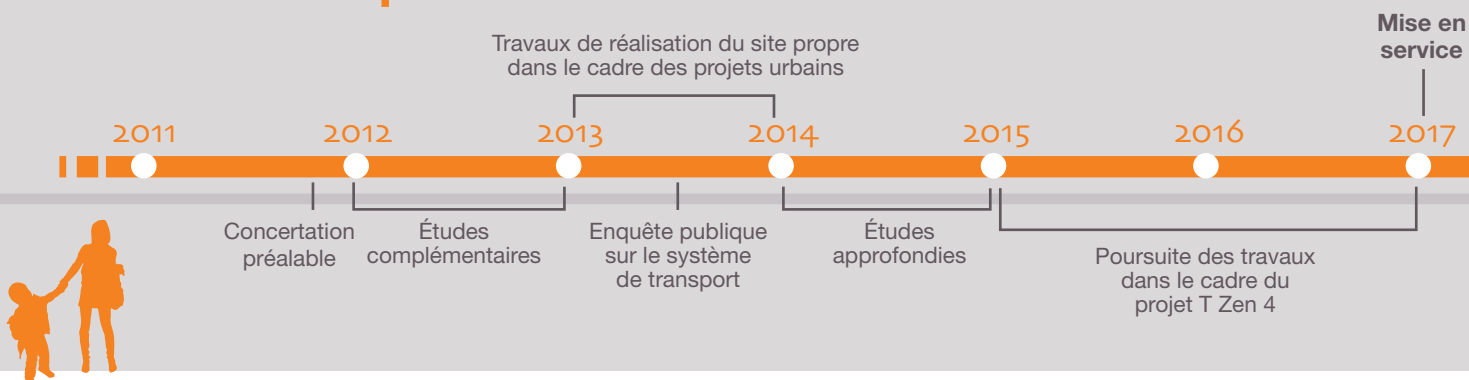 Mise en
service
Travaux de réalisation du site propre
dans le cadre des projets urbains
2011
2012
2013
2014
2015
2016
2017
Concertation
préalable
Études
complémentaires
Enquête publique
sur le système
de transport
Études
approfondies
Poursuite des travaux
dans le cadre du
projet T Zen 4